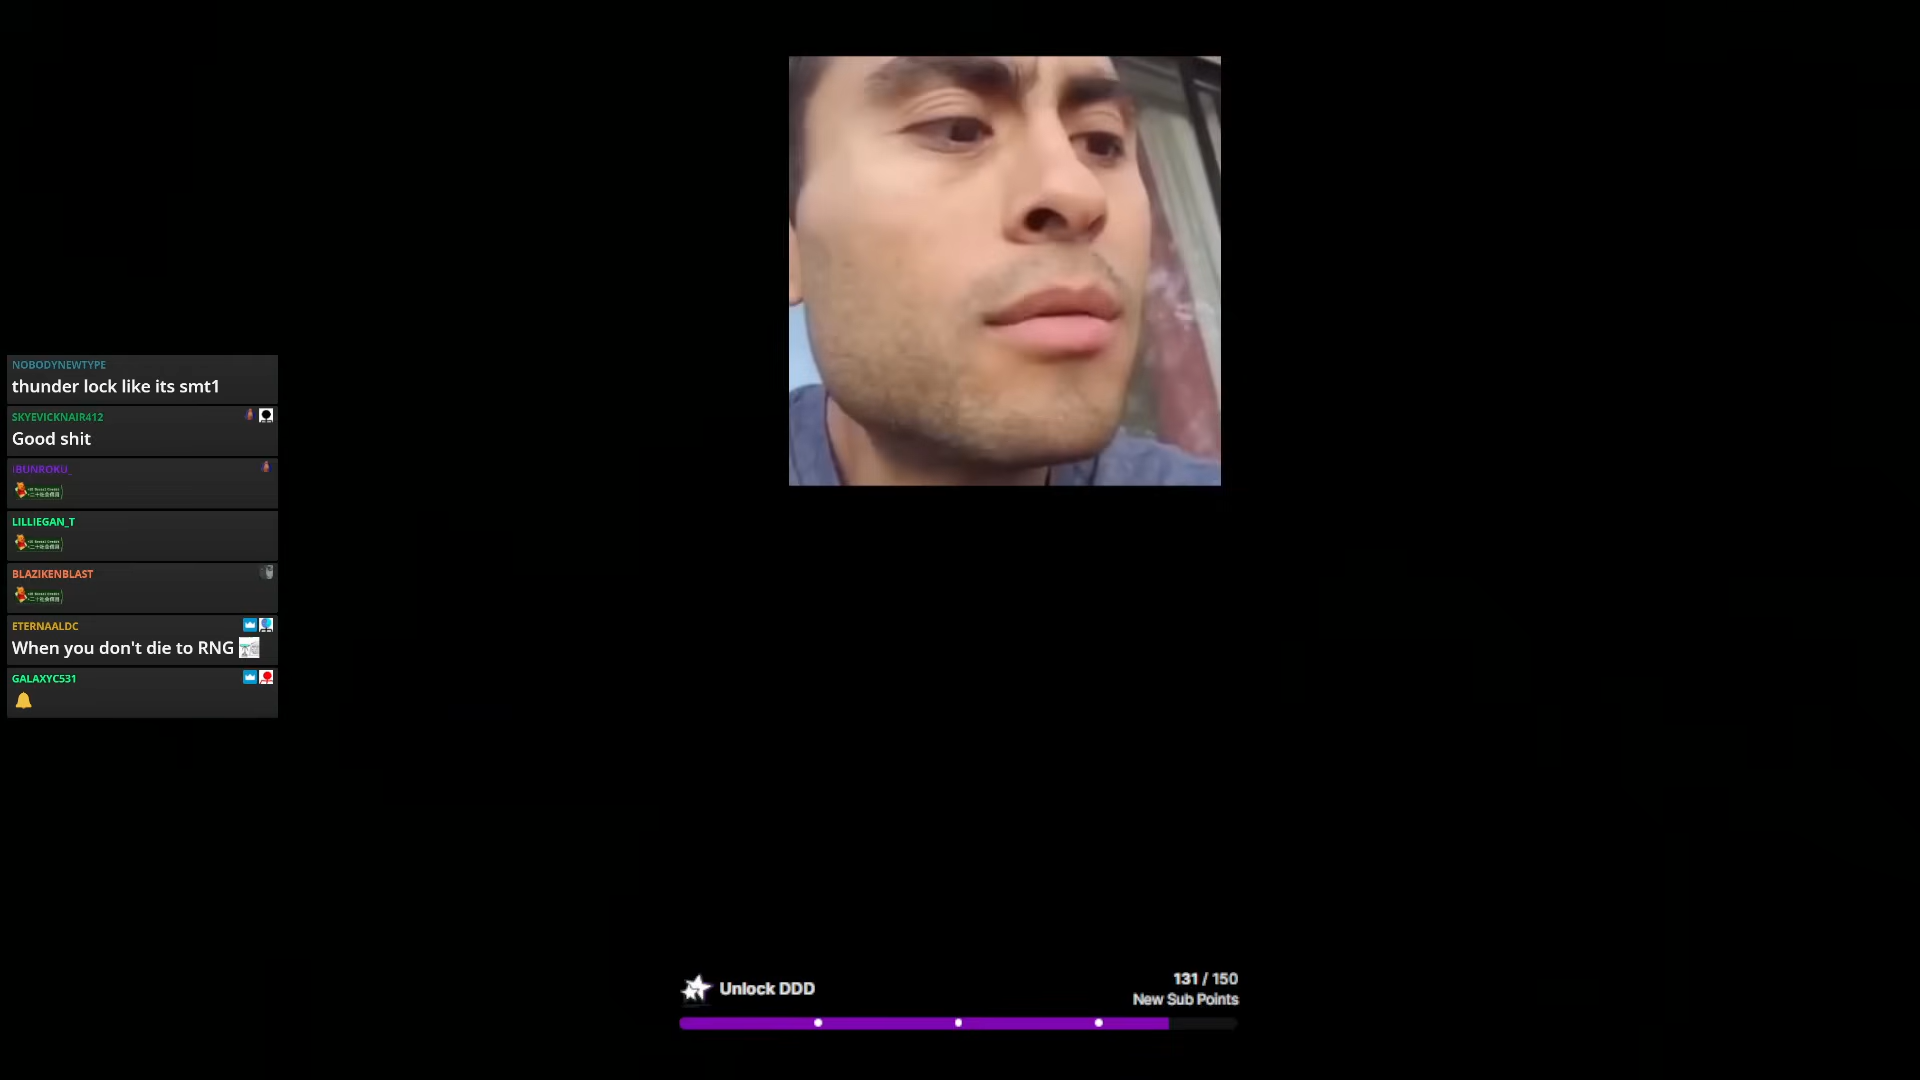 NOBODYNEWTYPE
thunder lock like its smt1
SKYEVICKNAIR412
Good shit
IBUNROKU_
LILLIEGAN_T
BLAZIKENBLAST
ETERNAALDC
When you don't die to RNG
GALAXYC531
Unlock DDD
131 / 150
New Sub Points